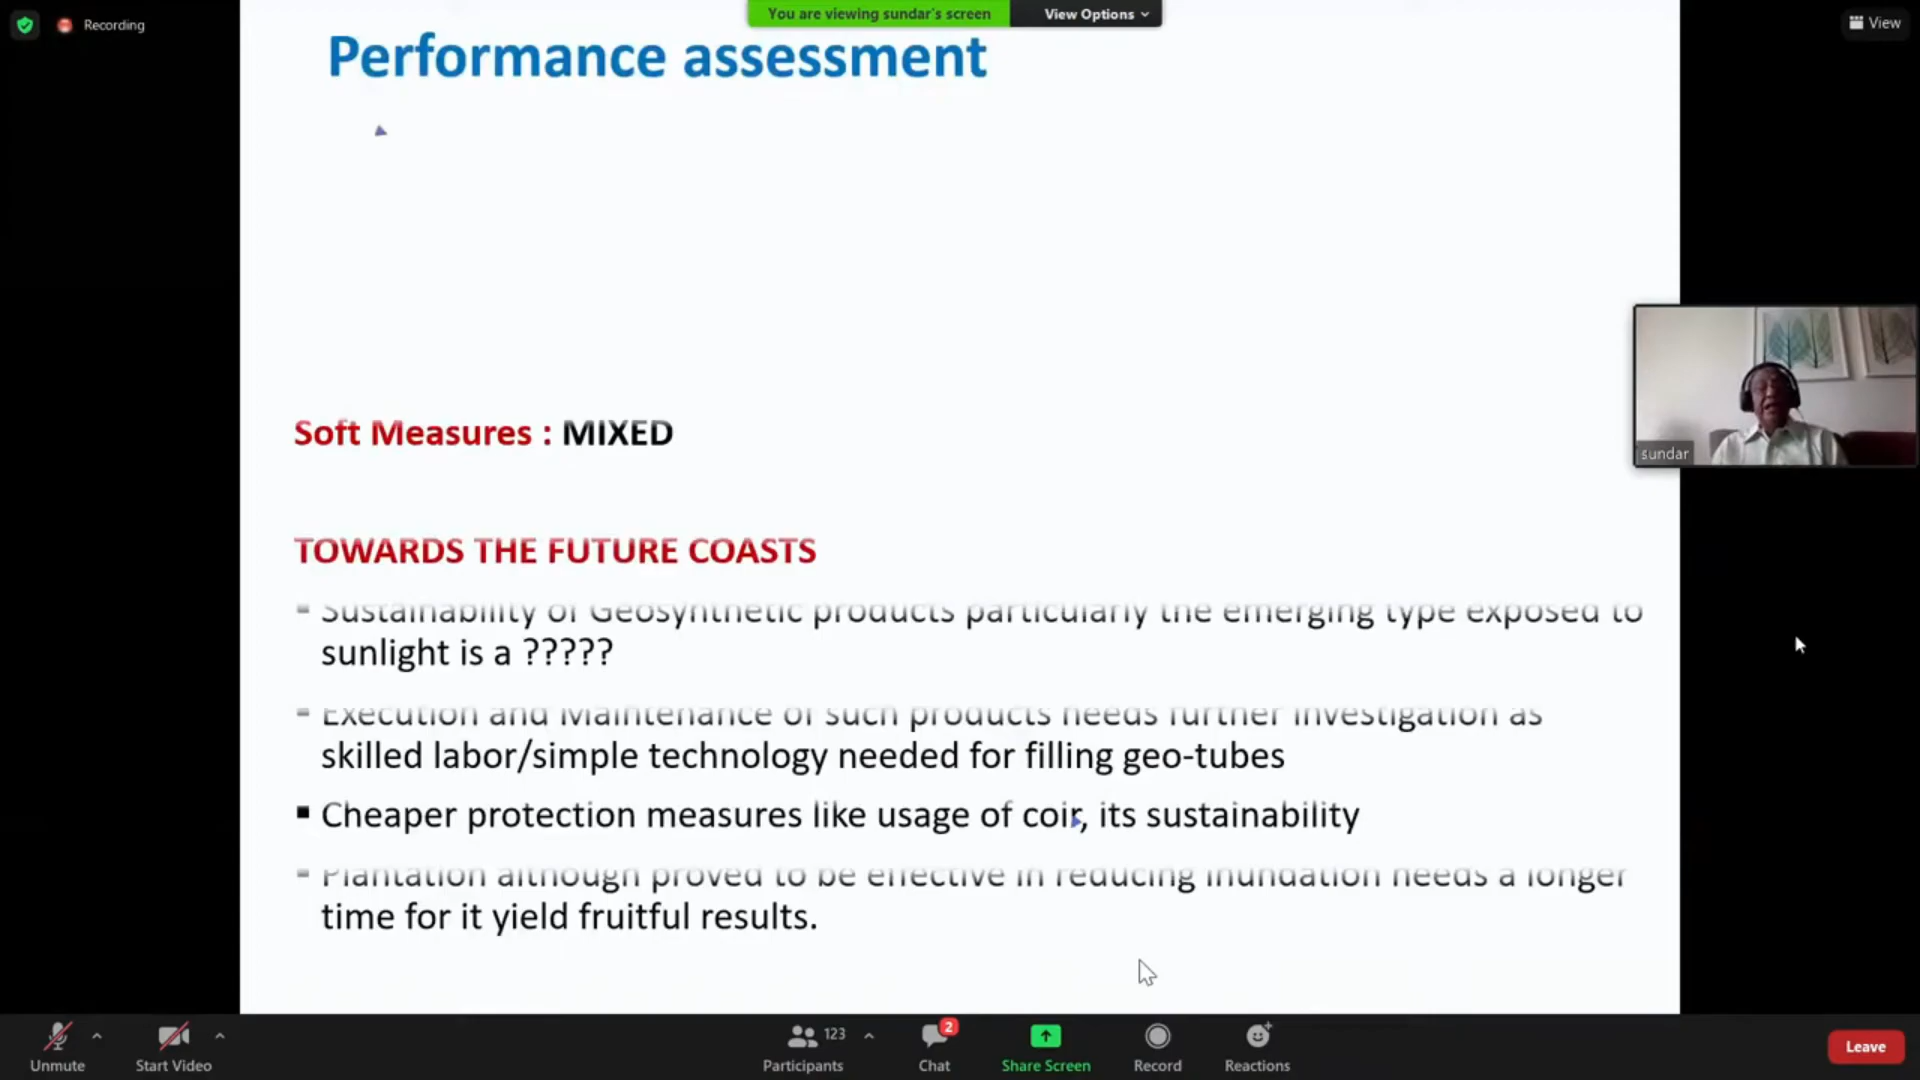 Recording
You are viewing sundar's screen
View Options
View
Performance assessment
Soft Measures : MIXED
sundar
TOWARDS THE FUTURE COASTS
▪ Sustainability of Geosynthetic products particularly the emerging type exposed to
sunlight is a ?????
▪ Execution and Maintenance of such products needs further investigation as
skilled labor/simple technology needed for filling geo-tubes
▪ Cheaper protection measures like usage of coir, its sustainability
▪ Plantation although proved to be effective in reducing inundation needs a longer
time for it yield fruitful results.
123
2
Unmute
Start Video
Participants
Chat
Share Screen
Record
Reactions
Leave